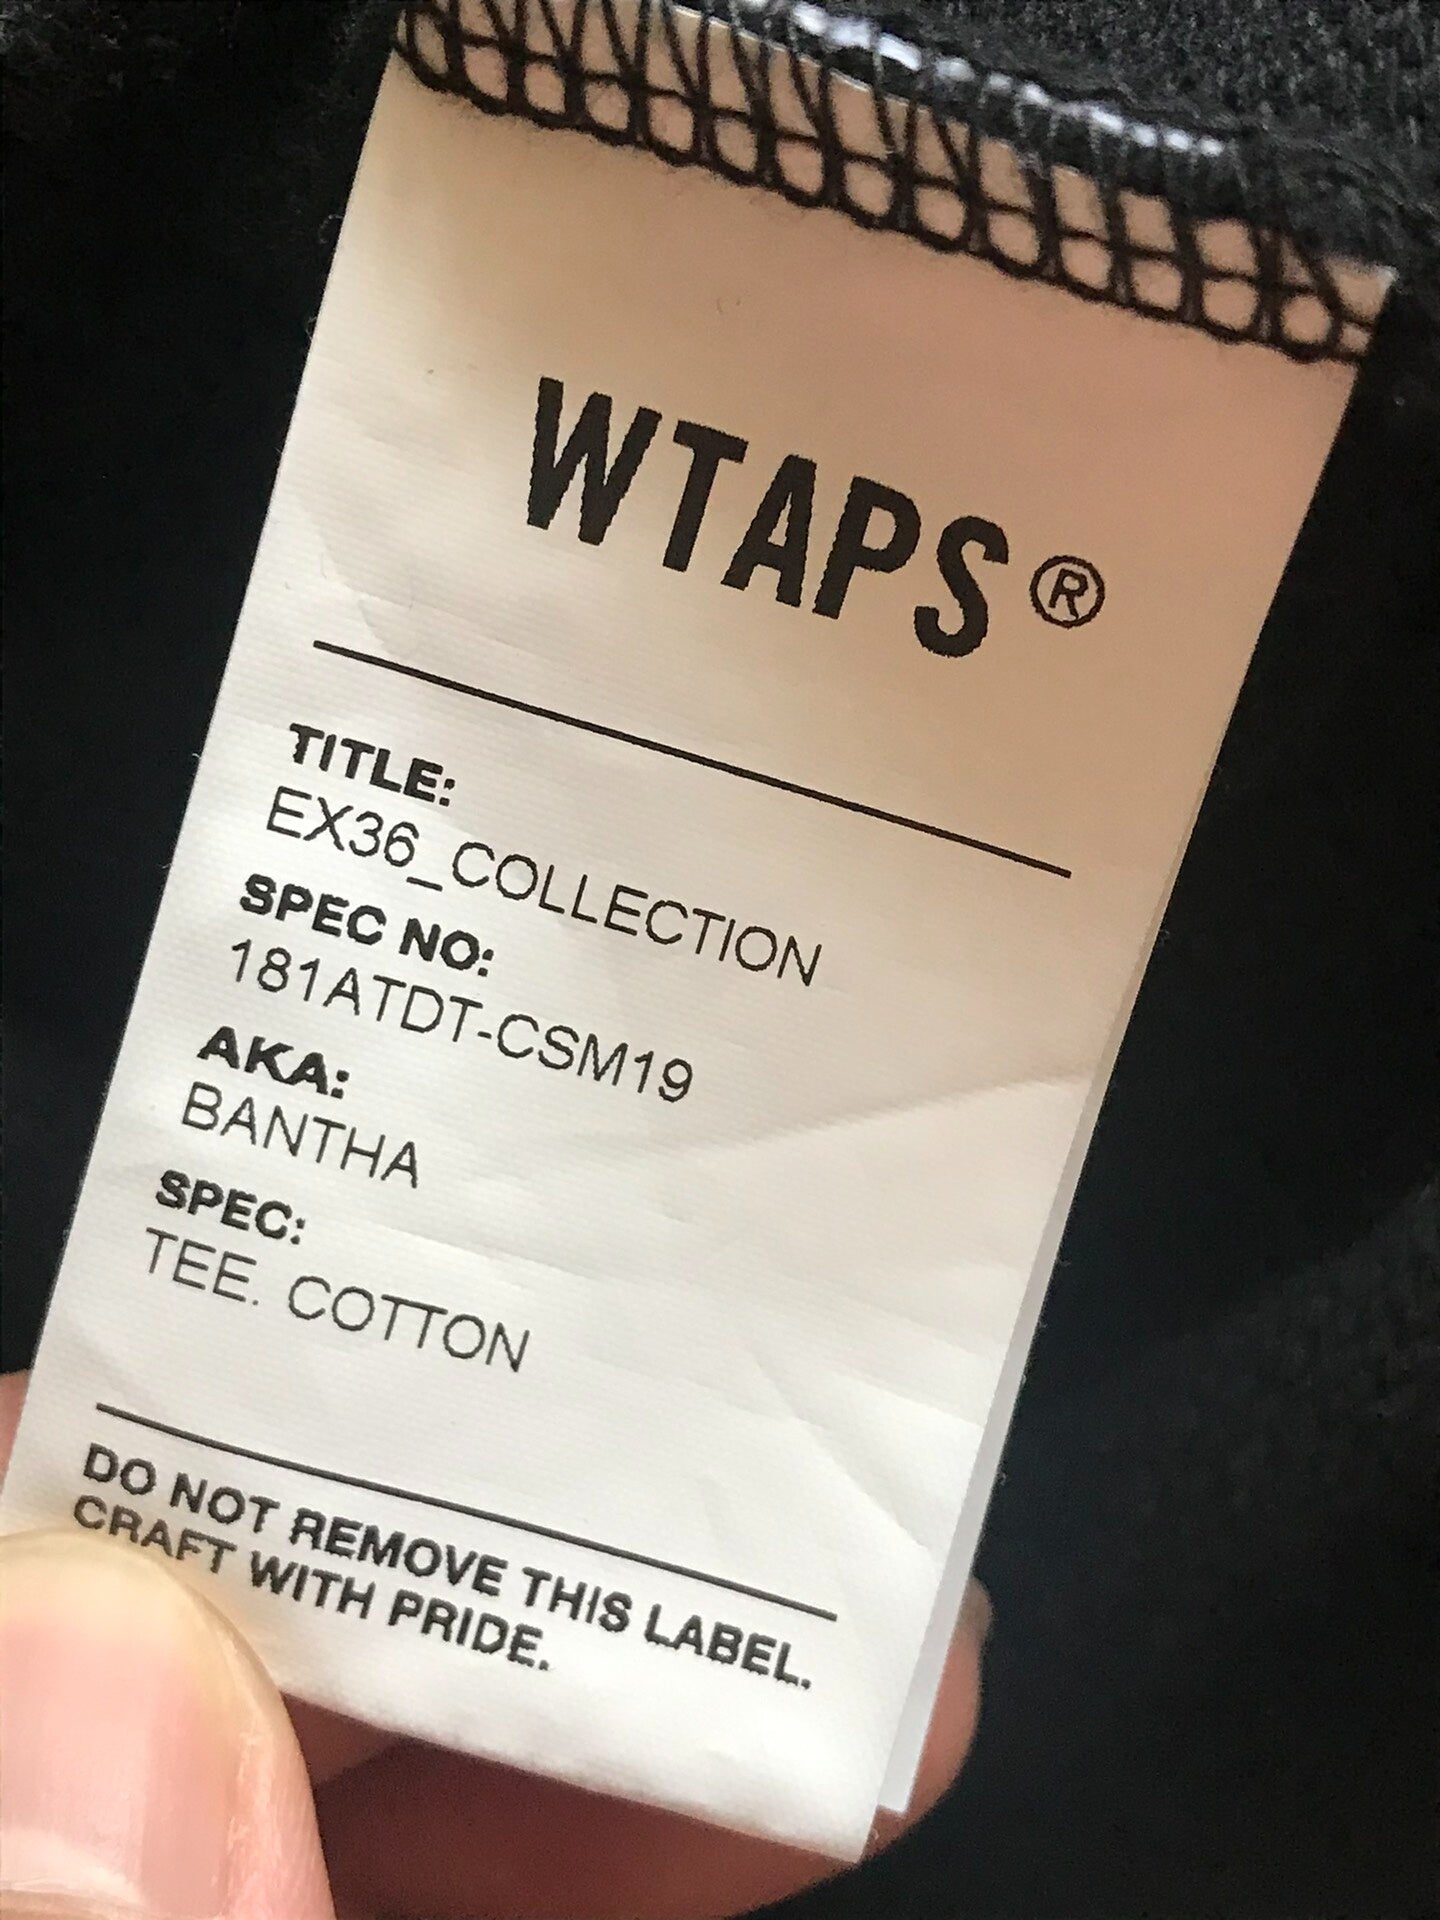 WTAPS®
TITLE:
EX36_COLLECTION
SPEC NO:
181ATDT-CSM19
AKA:
BANTHA
SPEC:
TEE. COTTON
DO NOT REMOVE THIS LABEL.
CRAFT WITH PRIDE.